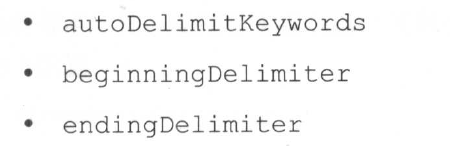 • autoDelimitKeywords
• beginningDelimiter
• endingDelimiter